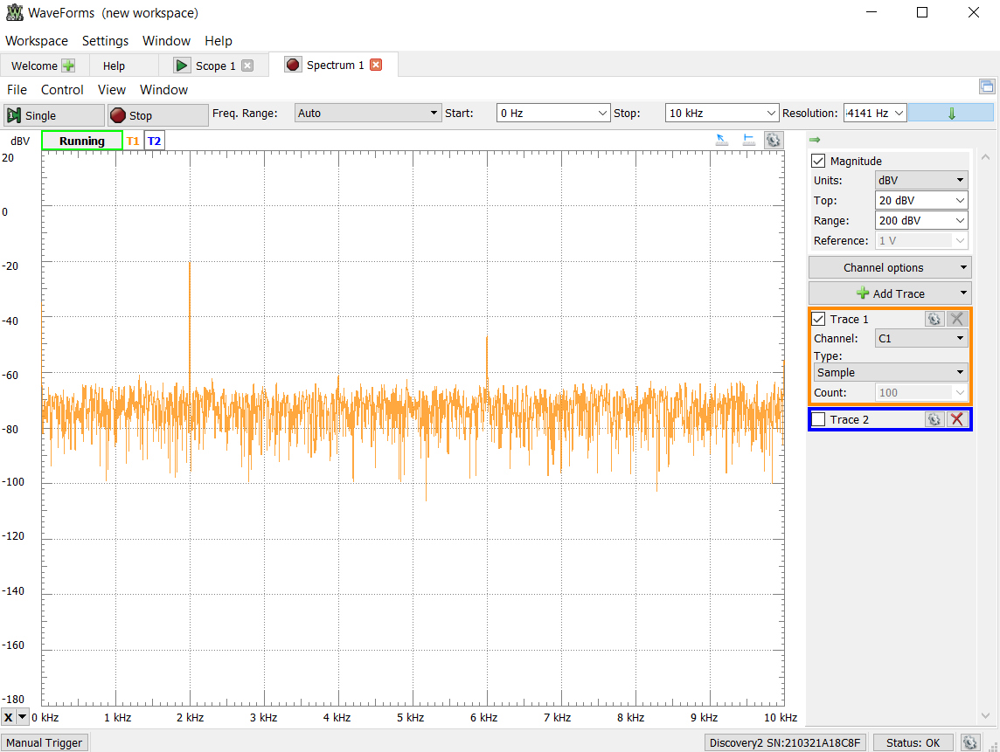 WaveForms (new workspace)
Workspace Settings Window Help
Welcome Help Scope 1 Spectrum 1
File Control View Window
Single Stop Freq. Range: Auto Start: 0 Hz Stop: 10 kHz Resolution: 4141 Hz
dBV Running T1 T2
20
0
-20
-40
-60
-80
-100
-120
-140
-160
-180
X 0 kHz 1 kHz 2 kHz 3 kHz 4 kHz 5 kHz 6 kHz 7 kHz 8 kHz 9 kHz 10 kHz
Magnitude
Units: dBV
Top: 20 dBV
Range: 200 dBV
Reference: 1 V
Channel options
Add Trace
Trace 1
Channel: C1
Type:
Sample
Count: 100
Trace 2
Manual Trigger Discovery2 SN:210321A18C8F Status: OK